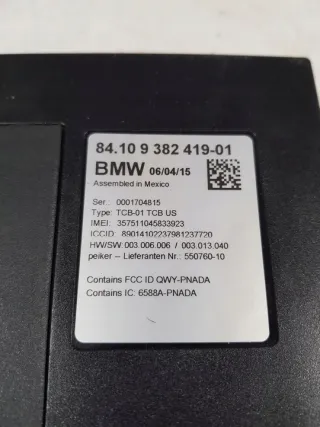 84.10 9 382 419-01
BMW 06/04/15
Assembled in Mexico
Ser.: 0001704815
Type: TCB-01 TCB US
IMEI: 357511045833923
ICCID: 89014102237981237720
HW/SW: 003.006.006 / 003.013.040
peiker – Lieferanten Nr.: 550760-10
Contains FCC ID QWY-PNADA
Contains IC: 6588A-PNADA